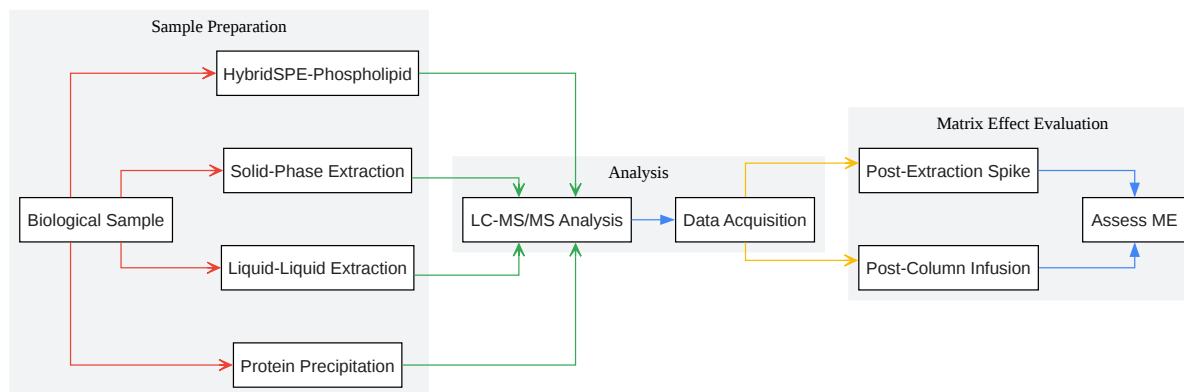 Sample Preparation
HybridSPE-Phospholipid
Solid-Phase Extraction
Biological Sample
Liquid-Liquid Extraction
Protein Precipitation
Analysis
LC-MS/MS Analysis
Data Acquisition
Matrix Effect Evaluation
Post-Extraction Spike
Assess ME
Post-Column Infusion